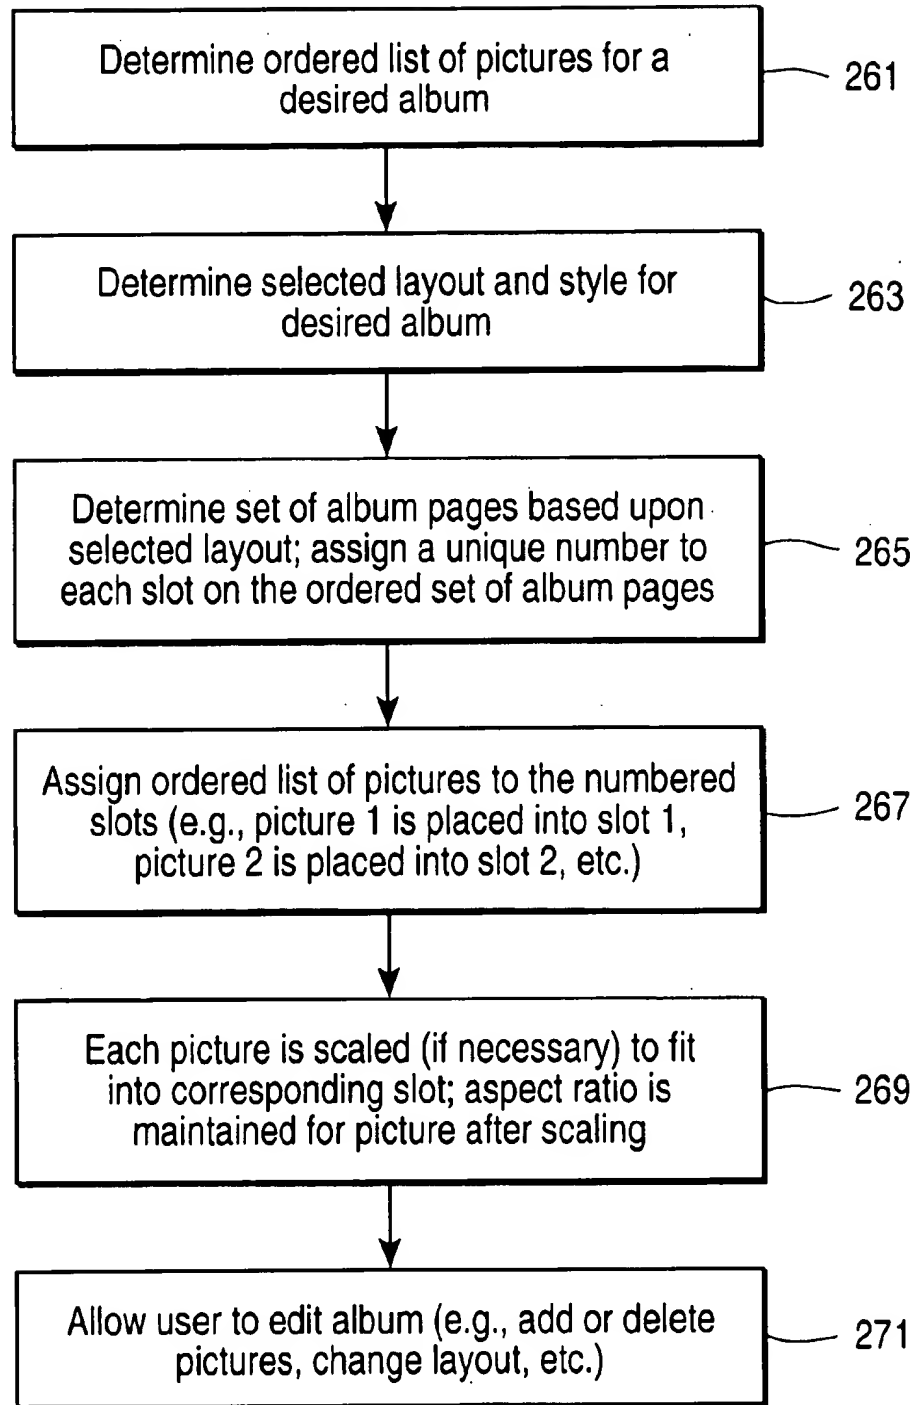 Determine ordered list of pictures for a
desired album
261
Determine selected layout and style for
desired album
263
Determine set of album pages based upon
selected layout; assign a unique number to
each slot on the ordered set of album pages
265
Assign ordered list of pictures to the numbered
slots (e.g., picture 1 is placed into slot 1,
picture 2 is placed into slot 2, etc.)
267
Each picture is scaled (if necessary) to fit
into corresponding slot; aspect ratio is
maintained for picture after scaling
269
Allow user to edit album (e.g., add or delete
pictures, change layout, etc.)
271